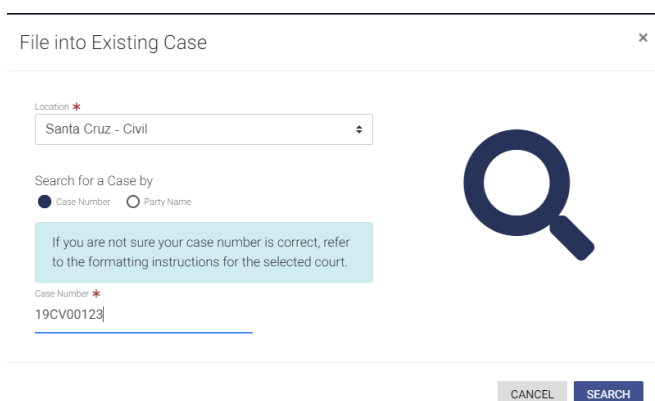 File into Existing Case
×
Location *
Santa Cruz - Civil
Search for a Case by
Case Number Party Name
If you are not sure your case number is correct, refer
to the formatting instructions for the selected court.
Case Number *
19CV00123
CANCEL SEARCH